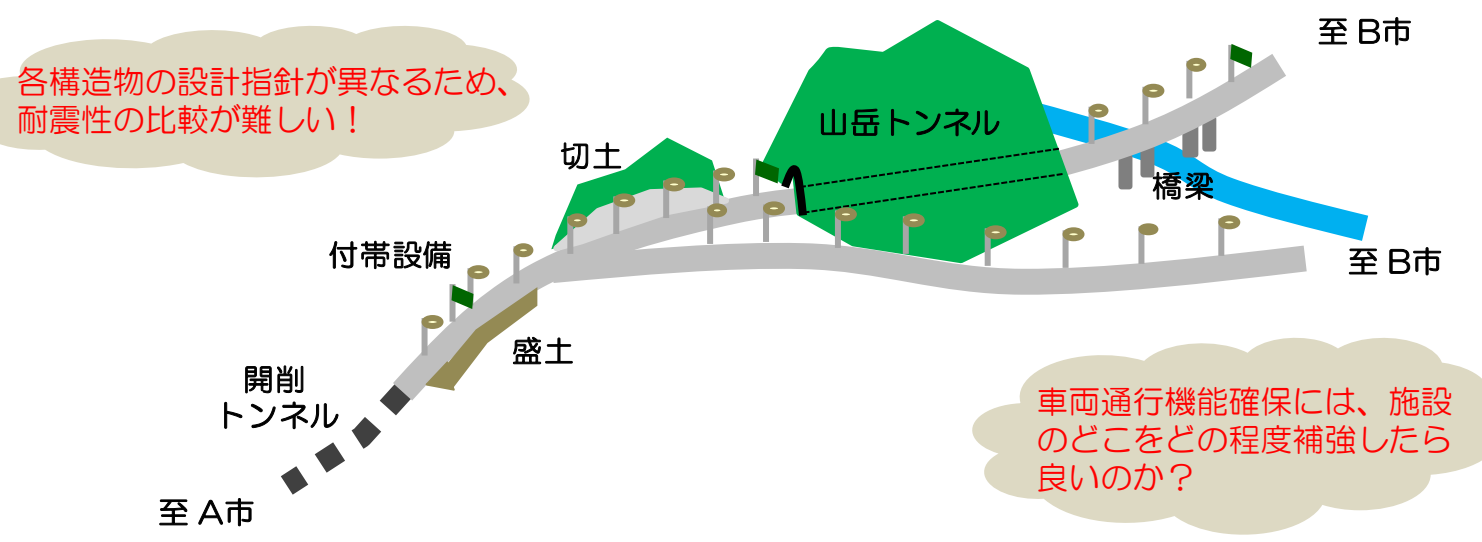 各構造物の設計指針が異なるため、
耐震性の比較が難しい！
至 B市
山岳トンネル
切土
橋梁
付帯設備
至 B市
盛土
開削
トンネル
車両通行機能確保には、施設
のどこをどの程度補強したら
良いのか？
至 A市